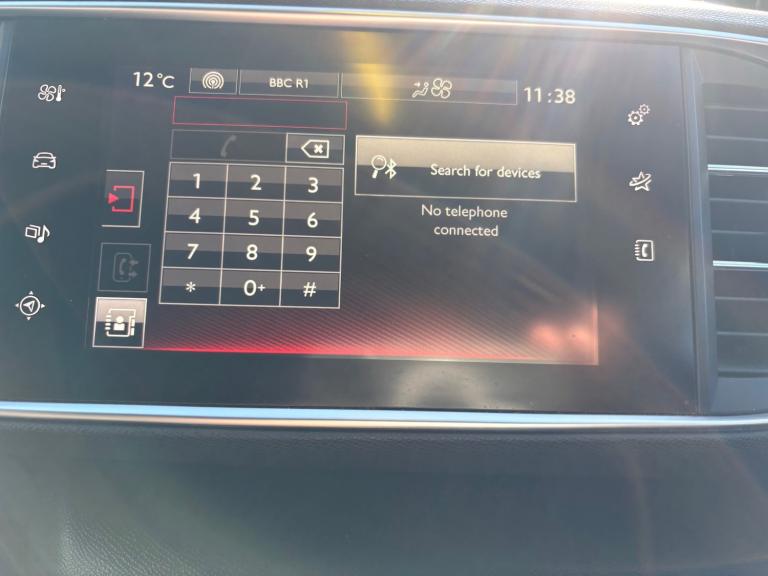 12°C BBC R1 11:38
Search for devices
No telephone
connected
1 2 3
4 5 6
7 8 9
* 0+ #